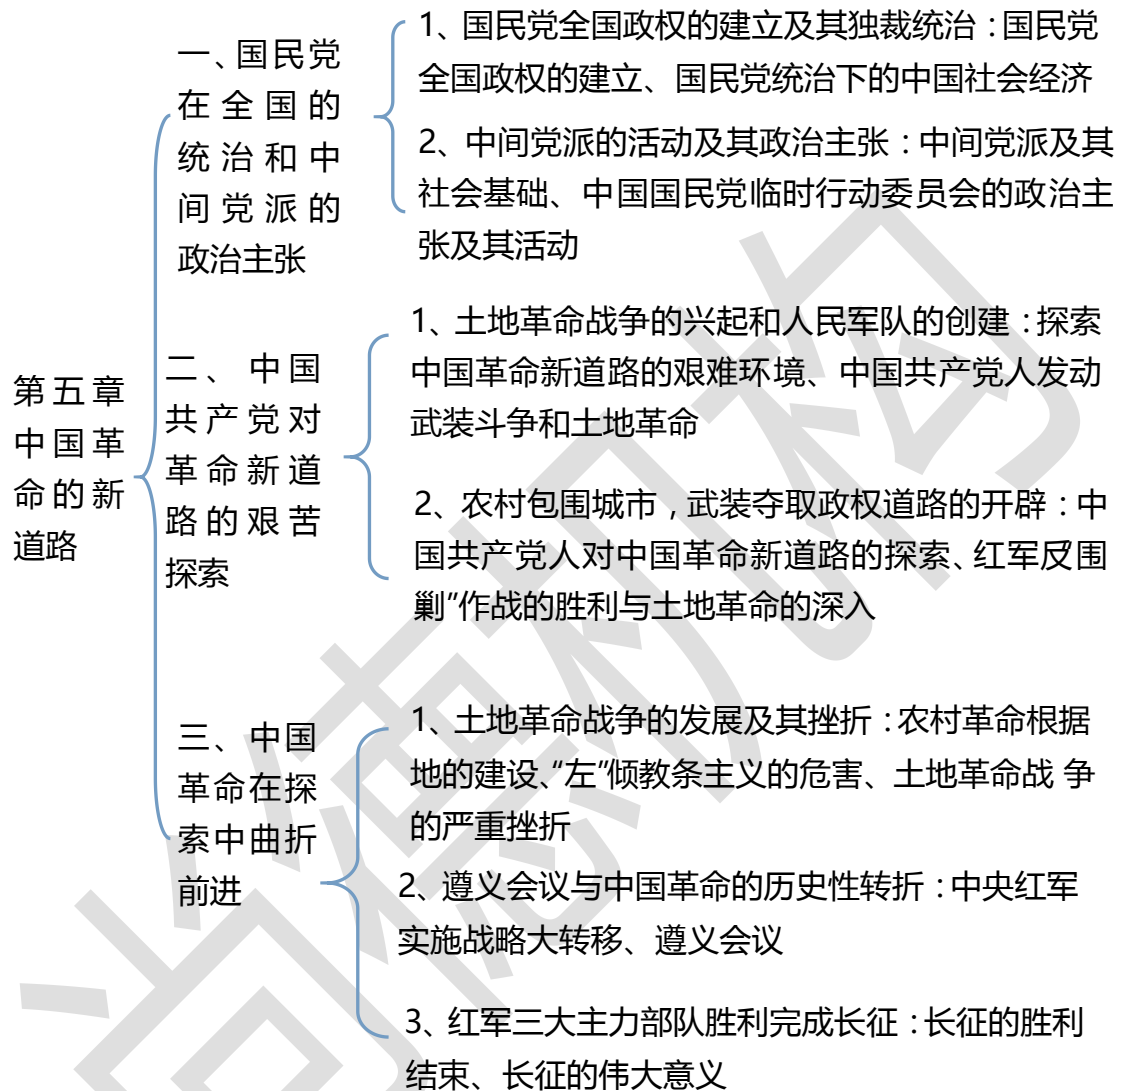 第五章
中国革
命的新
道路
一、国民党
在全国的
统治和中
间党派的
政治主张
1、国民党全国政权的建立及其独裁统治：国民党
全国政权的建立、国民党统治下的中国社会经济
2、中间党派的活动及其政治主张：中间党派及其
社会基础、中国国民党临时行动委员会的政治主
张及其活动
二、中国
共产党对
革命新道
路的艰苦
探索
1、土地革命战争的兴起和人民军队的创建：探索
中国革命新道路的艰难环境、中国共产党人发动
武装斗争和土地革命
2、农村包围城市，武装夺取政权道路的开辟：中
国共产党人对中国革命新道路的探索、红军反“围
剿”作战的胜利与土地革命的深入
三、中国
革命在探
索中曲折
前进
1、土地革命战争的发展及其挫折：农村革命根据
地的建设、“左”倾教条主义的危害、土地革命战 争
的严重挫折
2、遵义会议与中国革命的历史性转折：中央红军
实施战略大转移、遵义会议
3、红军三大主力部队胜利完成长征：长征的胜利
结束、长征的伟大意义
尚德机构